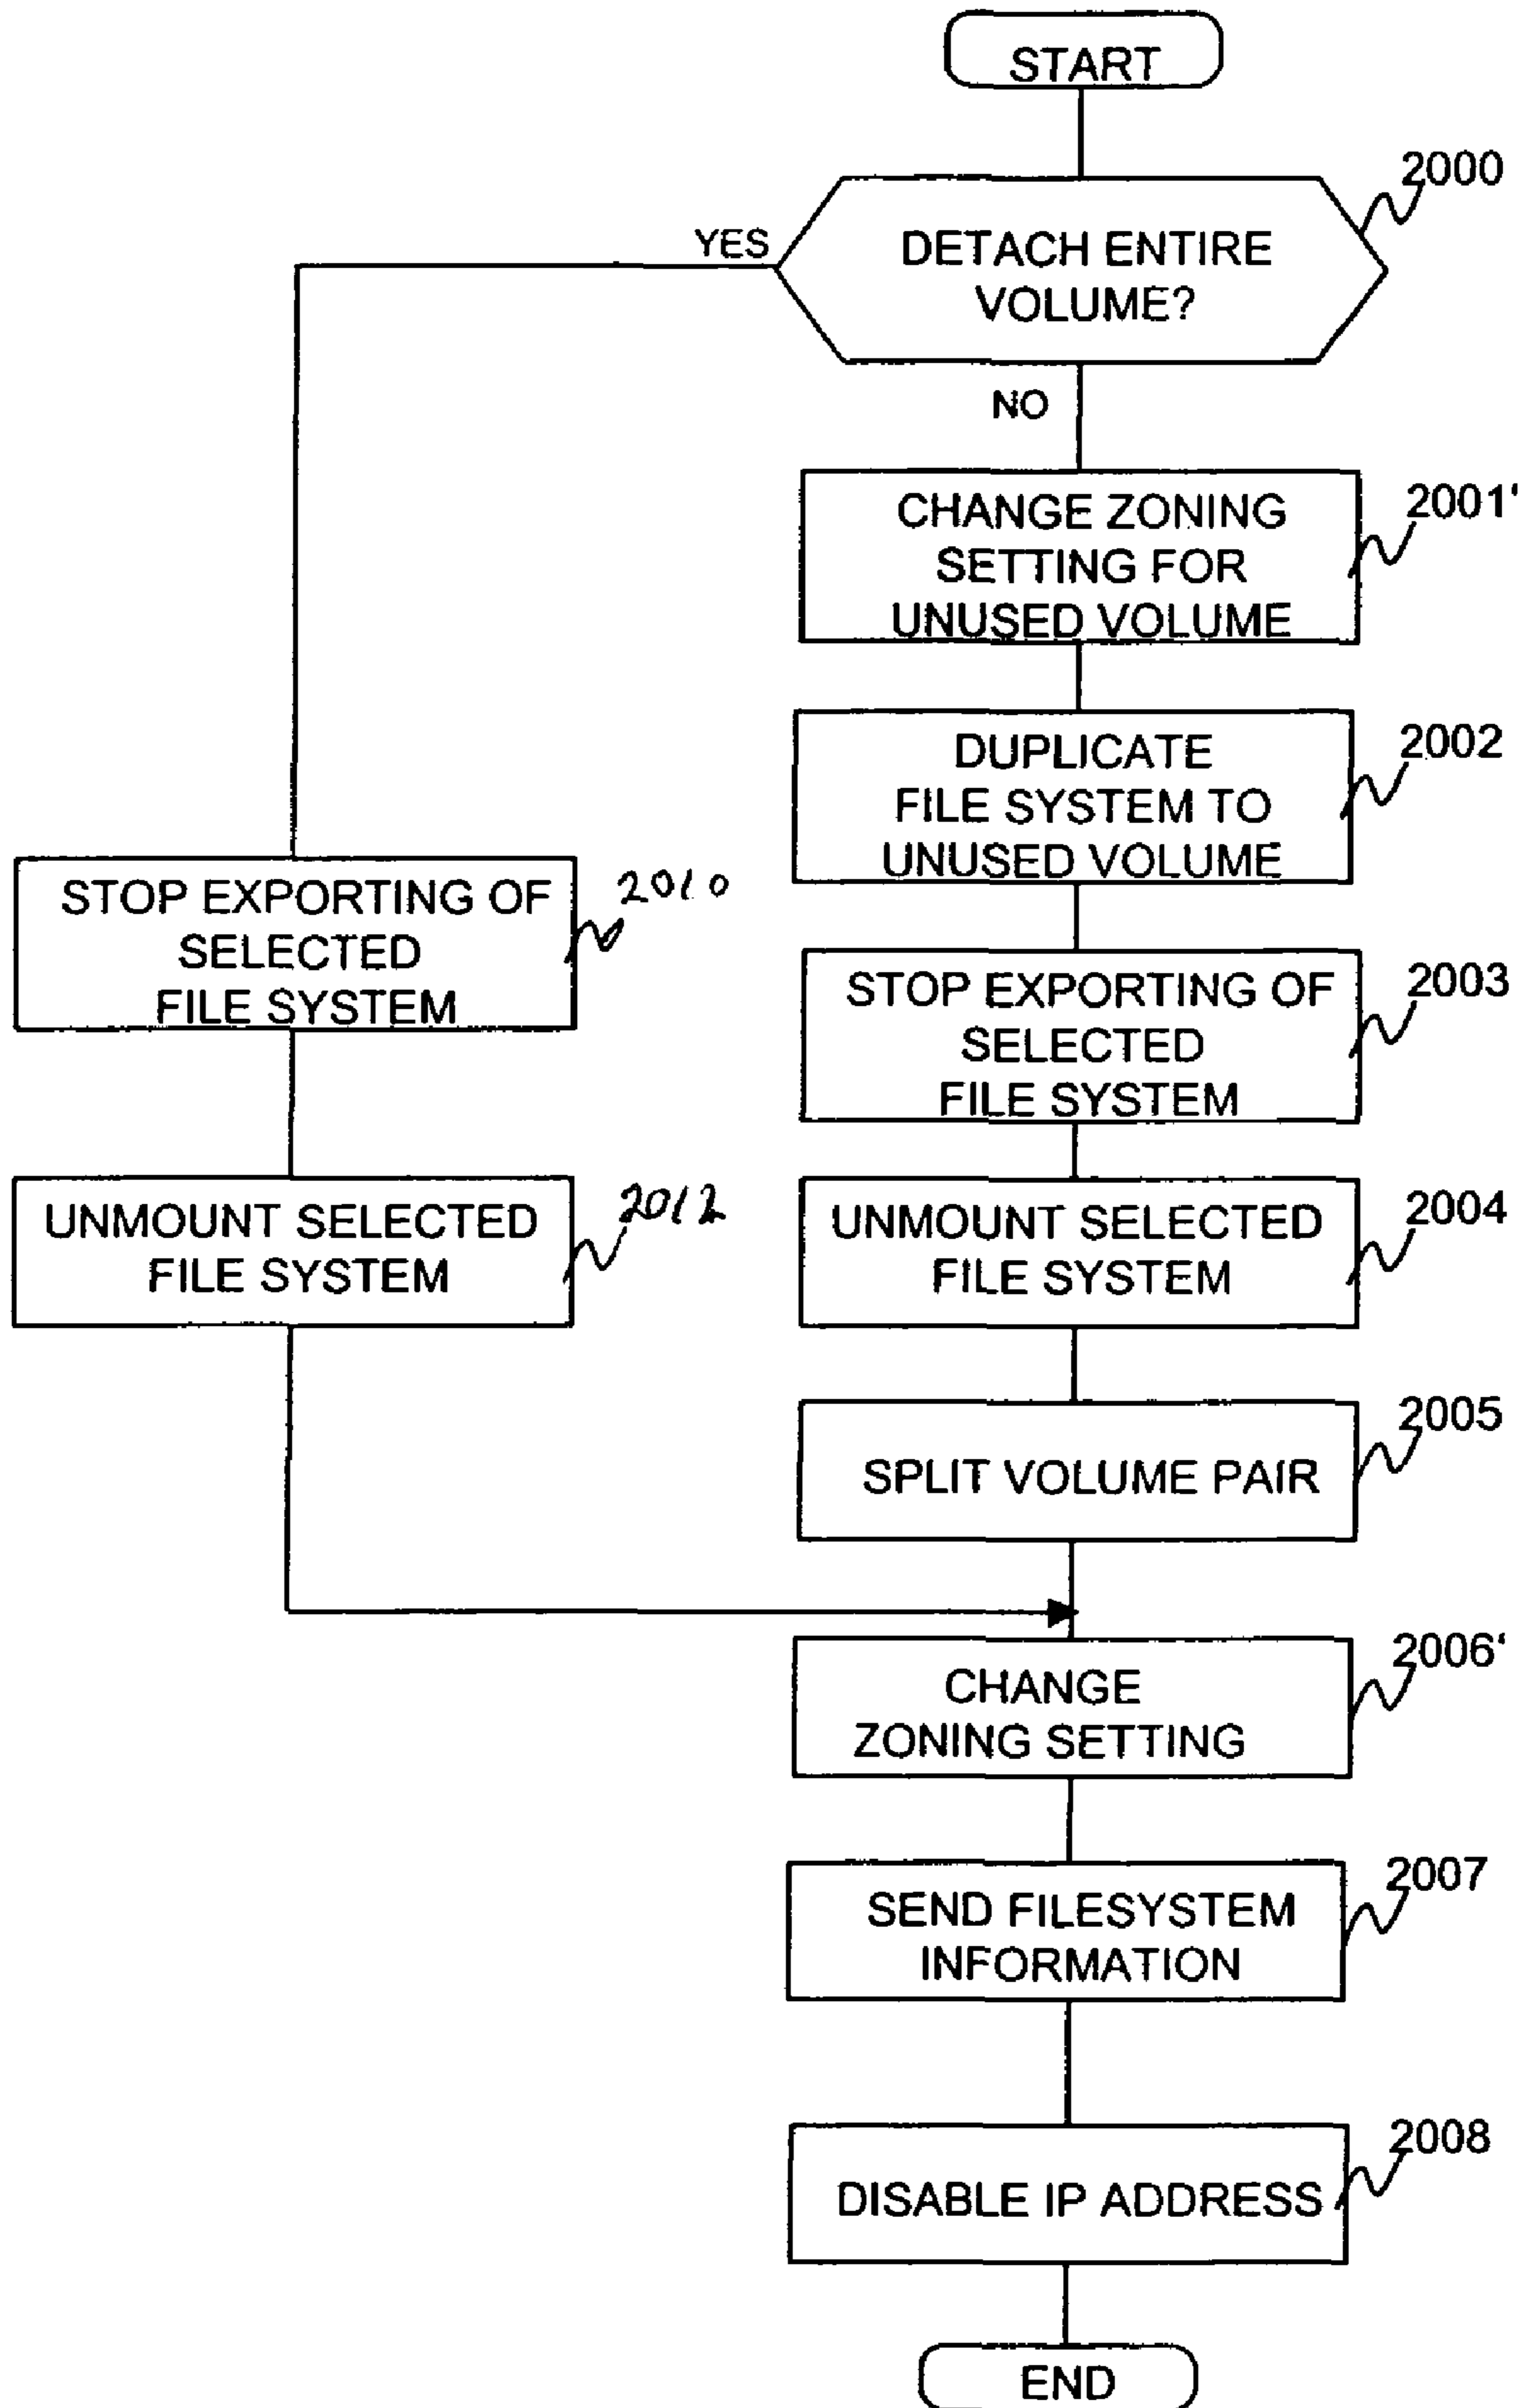 START
2000
YES
DETACH ENTIRE
VOLUME?
NO
CHANGE ZONING
SETTING FOR
UNUSED VOLUME
2001'
DUPLICATE
FILE SYSTEM TO
UNUSED VOLUME
2002
STOP EXPORTING OF
SELECTED
FILE SYSTEM
2010
STOP EXPORTING OF
SELECTED
FILE SYSTEM
2003
UNMOUNT SELECTED
FILE SYSTEM
2012
UNMOUNT SELECTED
FILE SYSTEM
2004
SPLIT VOLUME PAIR
2005
CHANGE
ZONING SETTING
2006'
SEND FILESYSTEM
INFORMATION
2007
DISABLE IP ADDRESS
2008
END